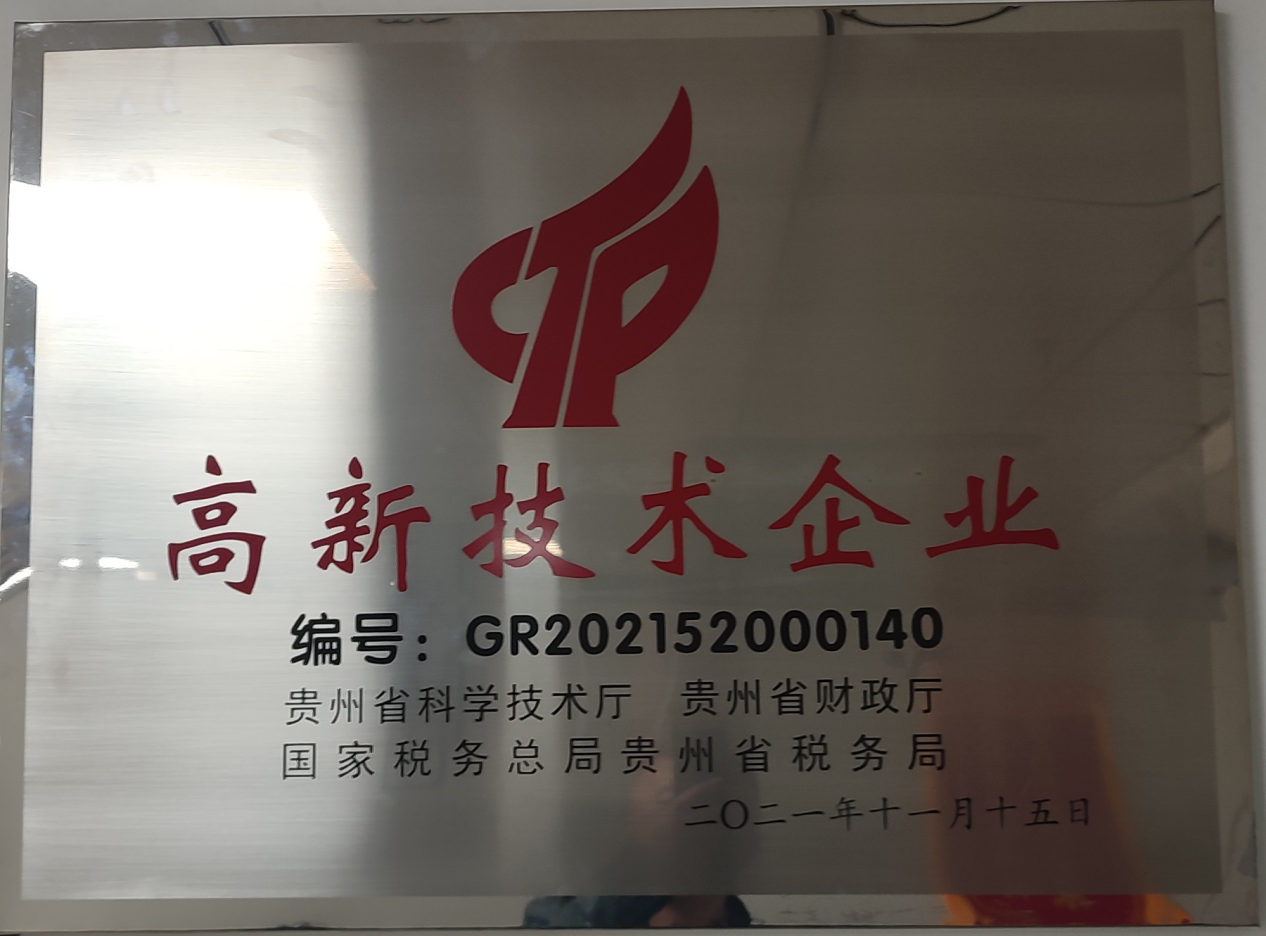 高新技术企业
编号：GR202152000140
贵州省科学技术厅 贵州省财政厅
国家税务总局贵州省税务局
二〇二一年十一月十五日